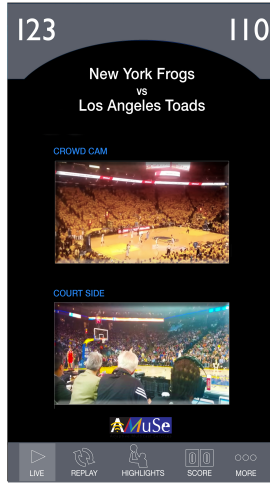 123 110
New York Frogs
vs
Los Angeles Toads
CROWD CAM
COURT SIDE
AMuSe
LIVE REPLAY HIGHLIGHTS SCORE MORE